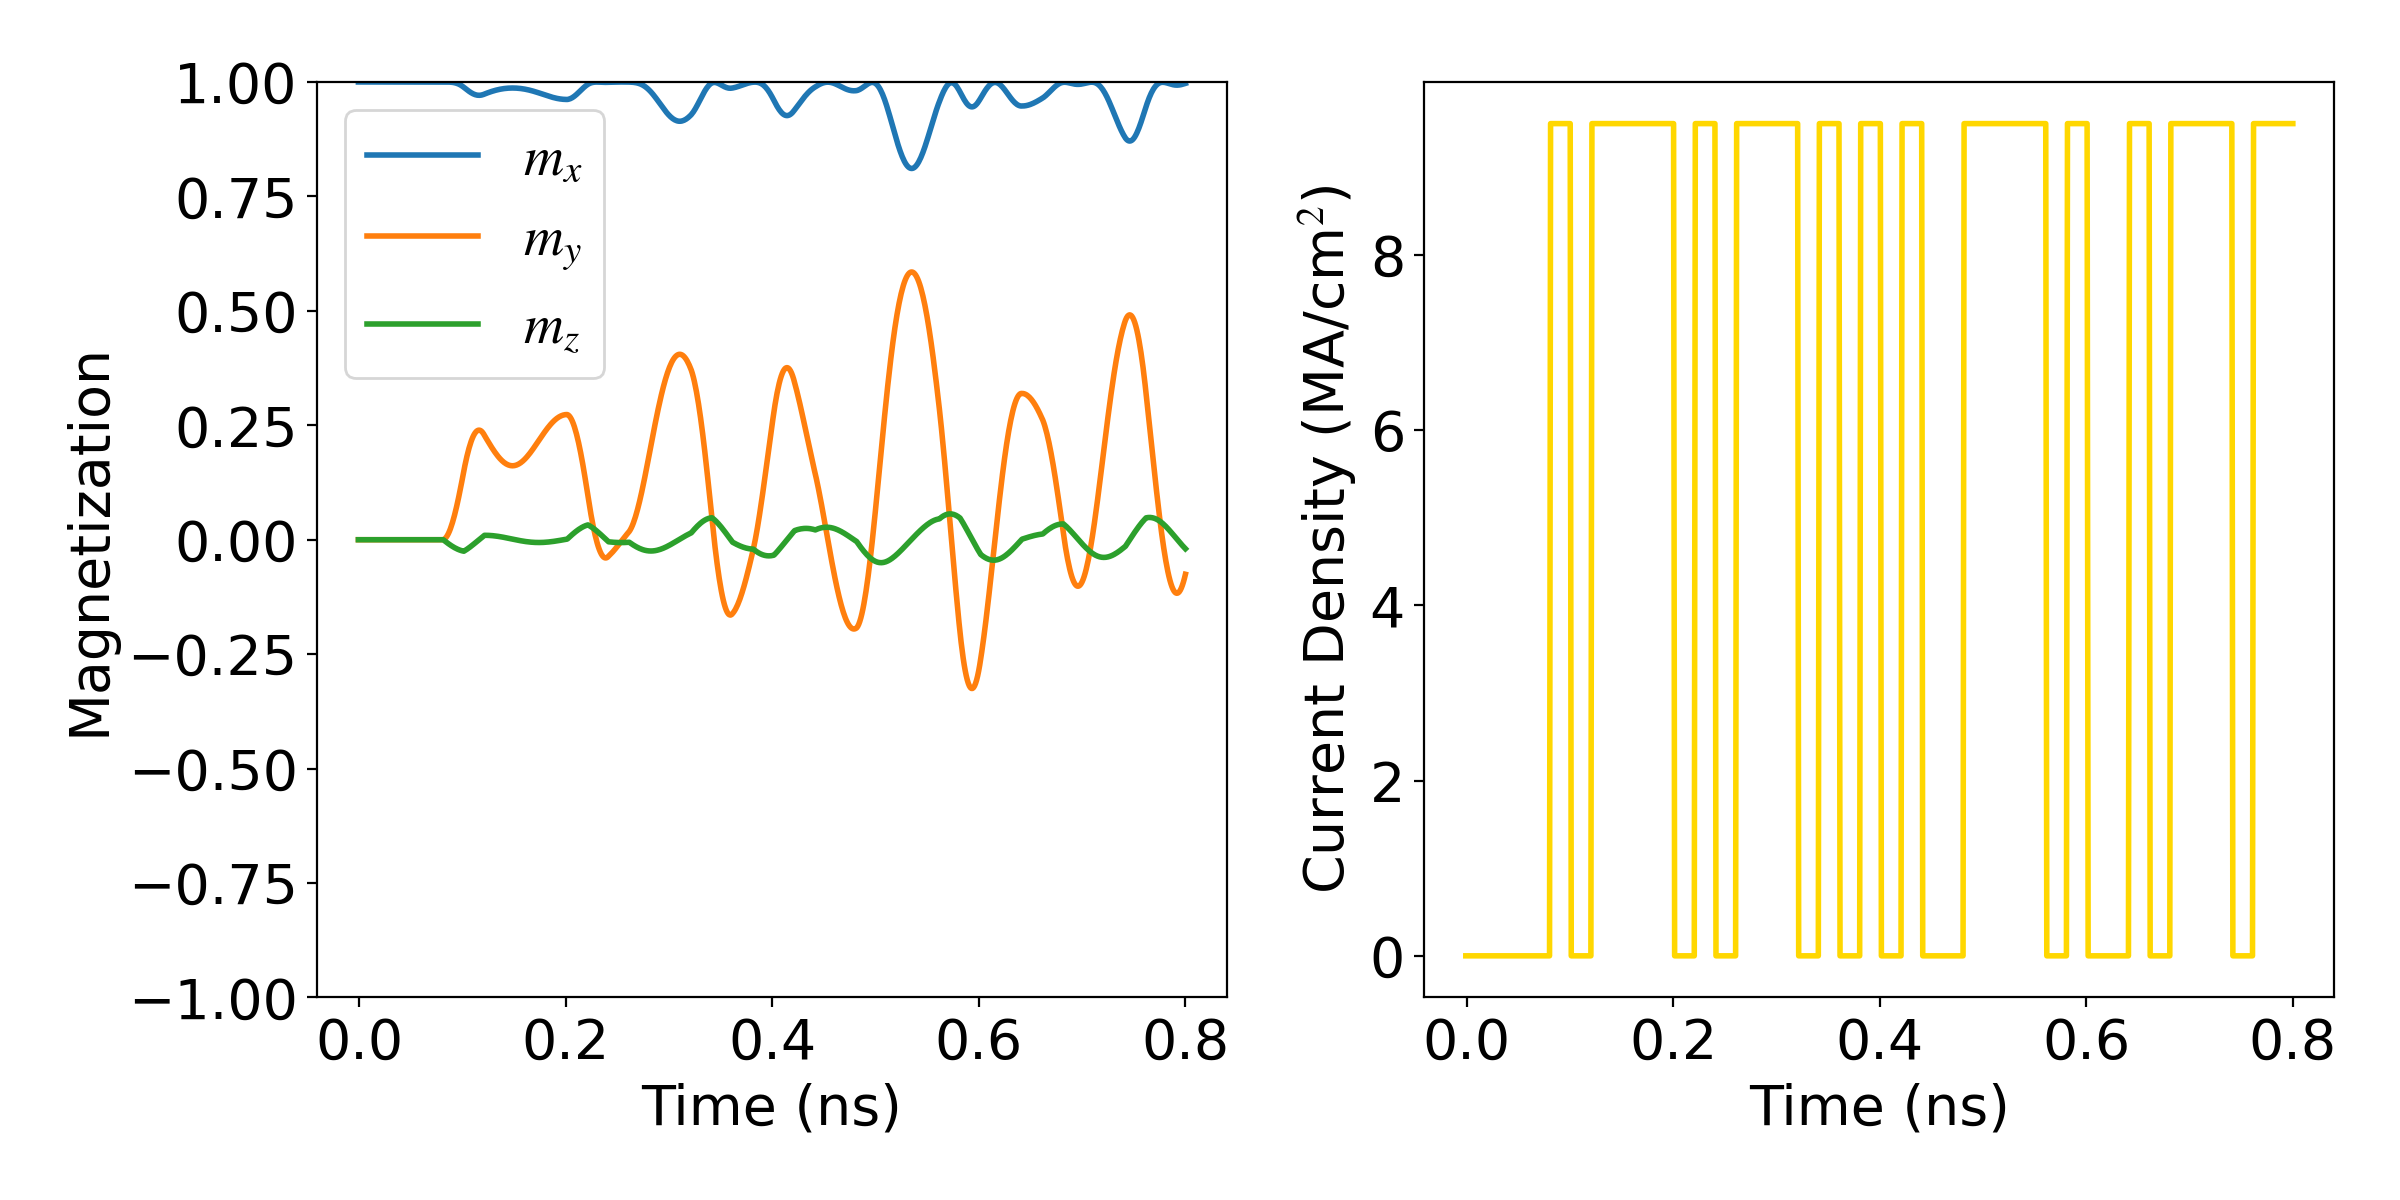 1.00
0.75
0.50
0.25
0.00
−0.25
−0.50
−0.75
−1.00
Magnetization
m_x
m_y
m_z
0.0 0.2 0.4 0.6 0.8
Time (ns)
8
6
4
2
0
Current Density (MA/cm²)
0.0 0.2 0.4 0.6 0.8
Time (ns)